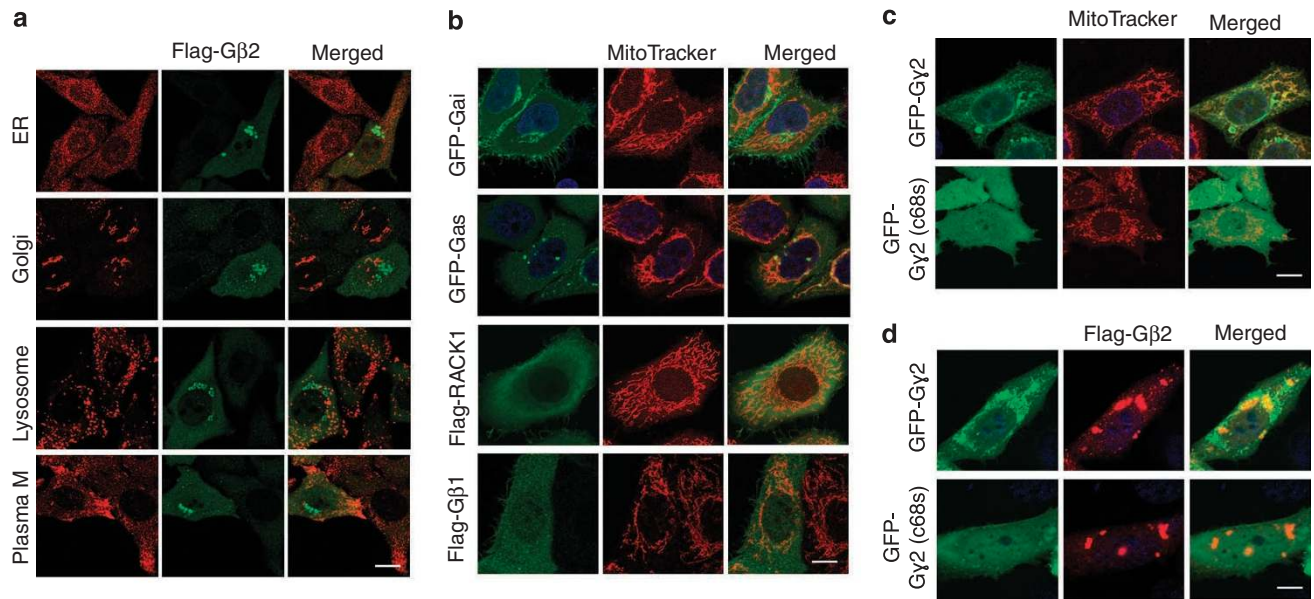 a
Flag-Gβ2
Merged
ER
Golgi
Lysosome
Plasma M
b
MitoTracker
Merged
GFP-Gai
GFP-Gas
Flag-RACK1
Flag-Gβ1
c
MitoTracker
Merged
GFP-Gγ2
GFP-
Gγ2 (c68s)
d
Flag-Gβ2
Merged
GFP-Gγ2
GFP-
Gγ2 (c68s)